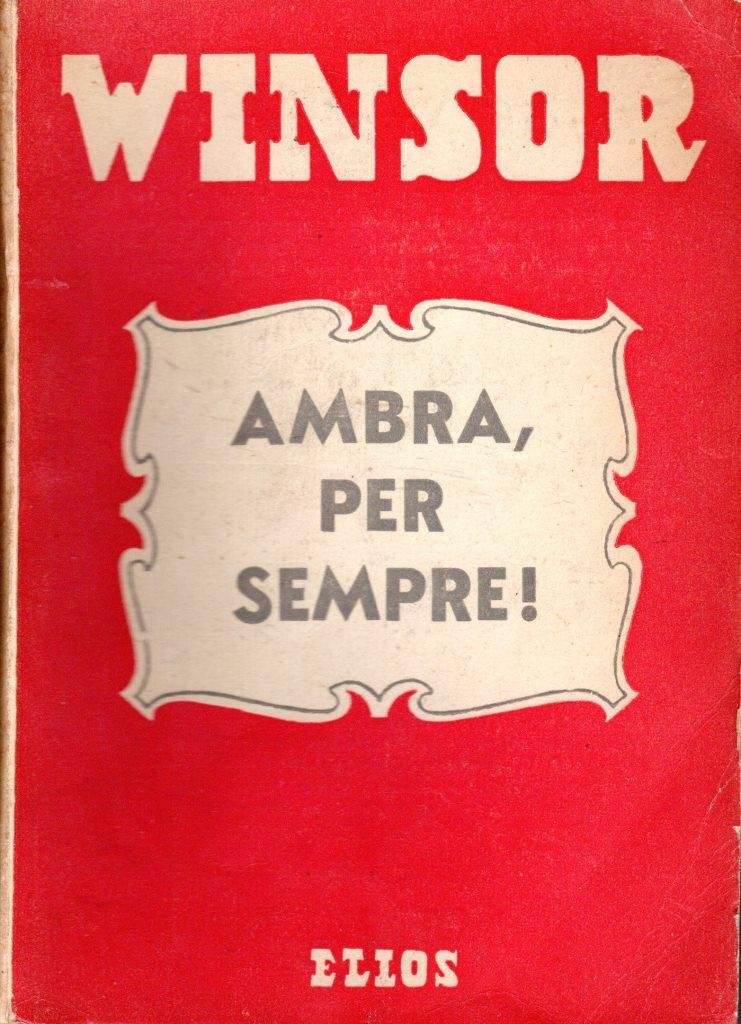 WINSOR
AMBRA,
PER
SEMPRE!
ELIOS